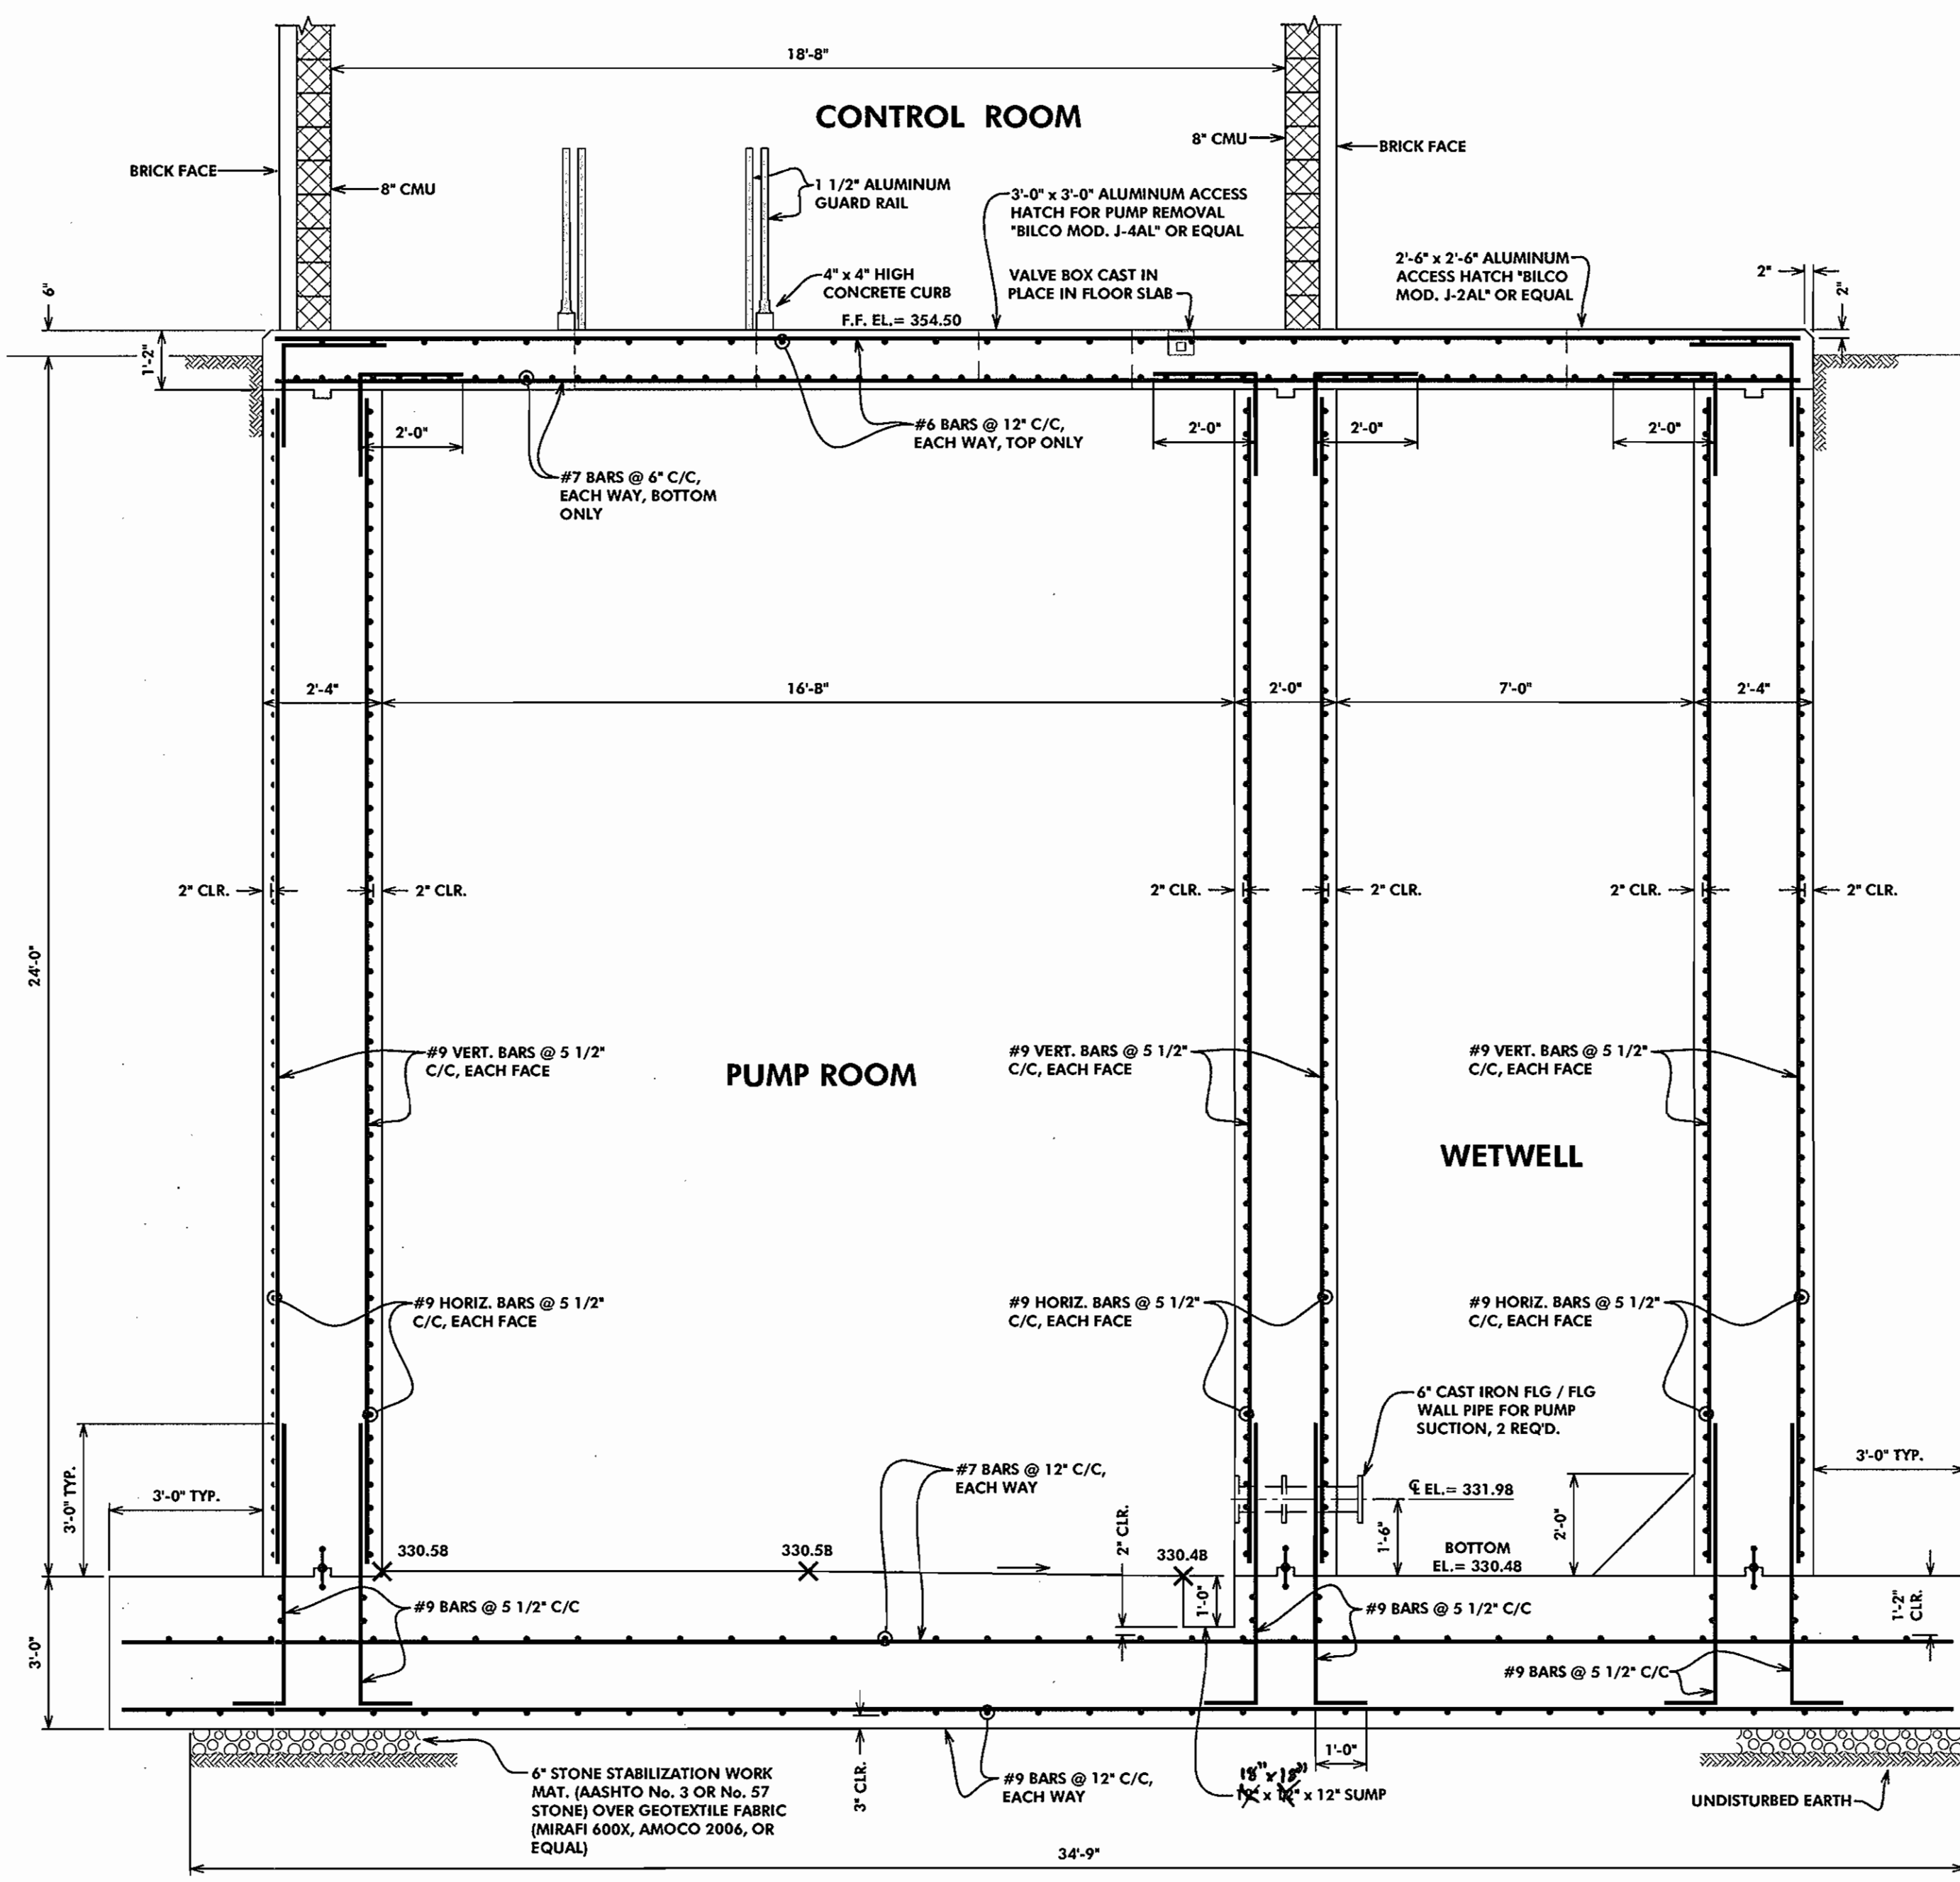 18'-8"
CONTROL ROOM
8" CMU
BRICK FACE
BRICK FACE
8" CMU
1 1/2" ALUMINUM
GUARD RAIL
3'-0" x 3'-0" ALUMINUM ACCESS
HATCH FOR PUMP REMOVAL
"BILCO MOD. J-4AL" OR EQUAL
2'-6" x 2'-6" ALUMINUM
ACCESS HATCH "BILCO
MOD. J-2AL" OR EQUAL
2"
2"
6"
4" x 4" HIGH
CONCRETE CURB
VALVE BOX CAST IN
PLACE IN FLOOR SLAB
F.F. EL.= 354.50
1'-2"
2'-0"
#6 BARS @ 12" C/C,
EACH WAY, TOP ONLY
2'-0"
2'-0"
2'-0"
#7 BARS @ 6" C/C,
EACH WAY, BOTTOM
ONLY
2'-4"
16'-8"
2'-0"
7'-0"
2'-4"
2" CLR.
2" CLR.
2" CLR.
2" CLR.
2" CLR.
2" CLR.
24'-0"
#9 VERT. BARS @ 5 1/2"
C/C, EACH FACE
PUMP ROOM
#9 VERT. BARS @ 5 1/2"
C/C, EACH FACE
#9 VERT. BARS @ 5 1/2"
C/C, EACH FACE
WETWELL
#9 HORIZ. BARS @ 5 1/2"
C/C, EACH FACE
#9 HORIZ. BARS @ 5 1/2"
C/C, EACH FACE
#9 HORIZ. BARS @ 5 1/2"
C/C, EACH FACE
6" CAST IRON FLG / FLG
WALL PIPE FOR PUMP
SUCTION, 2 REQ'D.
3'-0" TYP.
3'-0" TYP.
#7 BARS @ 12" C/C,
EACH WAY
℄ EL.= 331.98
3'-0" TYP.
2" CLR.
1'-6"
2'-0"
330.58
330.58
330.48
BOTTOM
EL.= 330.48
1'-0"
#9 BARS @ 5 1/2" C/C
#9 BARS @ 5 1/2" C/C
1'-2"
CLR.
3'-0"
#9 BARS @ 5 1/2" C/C
1'-0"
6" STONE STABILIZATION WORK
MAT. (AASHTO No. 3 OR No. 57
STONE) OVER GEOTEXTILE FABRIC
(MIRAFI 600X, AMOCO 2006, OR
EQUAL)
3" CLR.
#9 BARS @ 12" C/C,
EACH WAY
18" x 18"
12" x 12" x 12" SUMP
UNDISTURBED EARTH
34'-9"